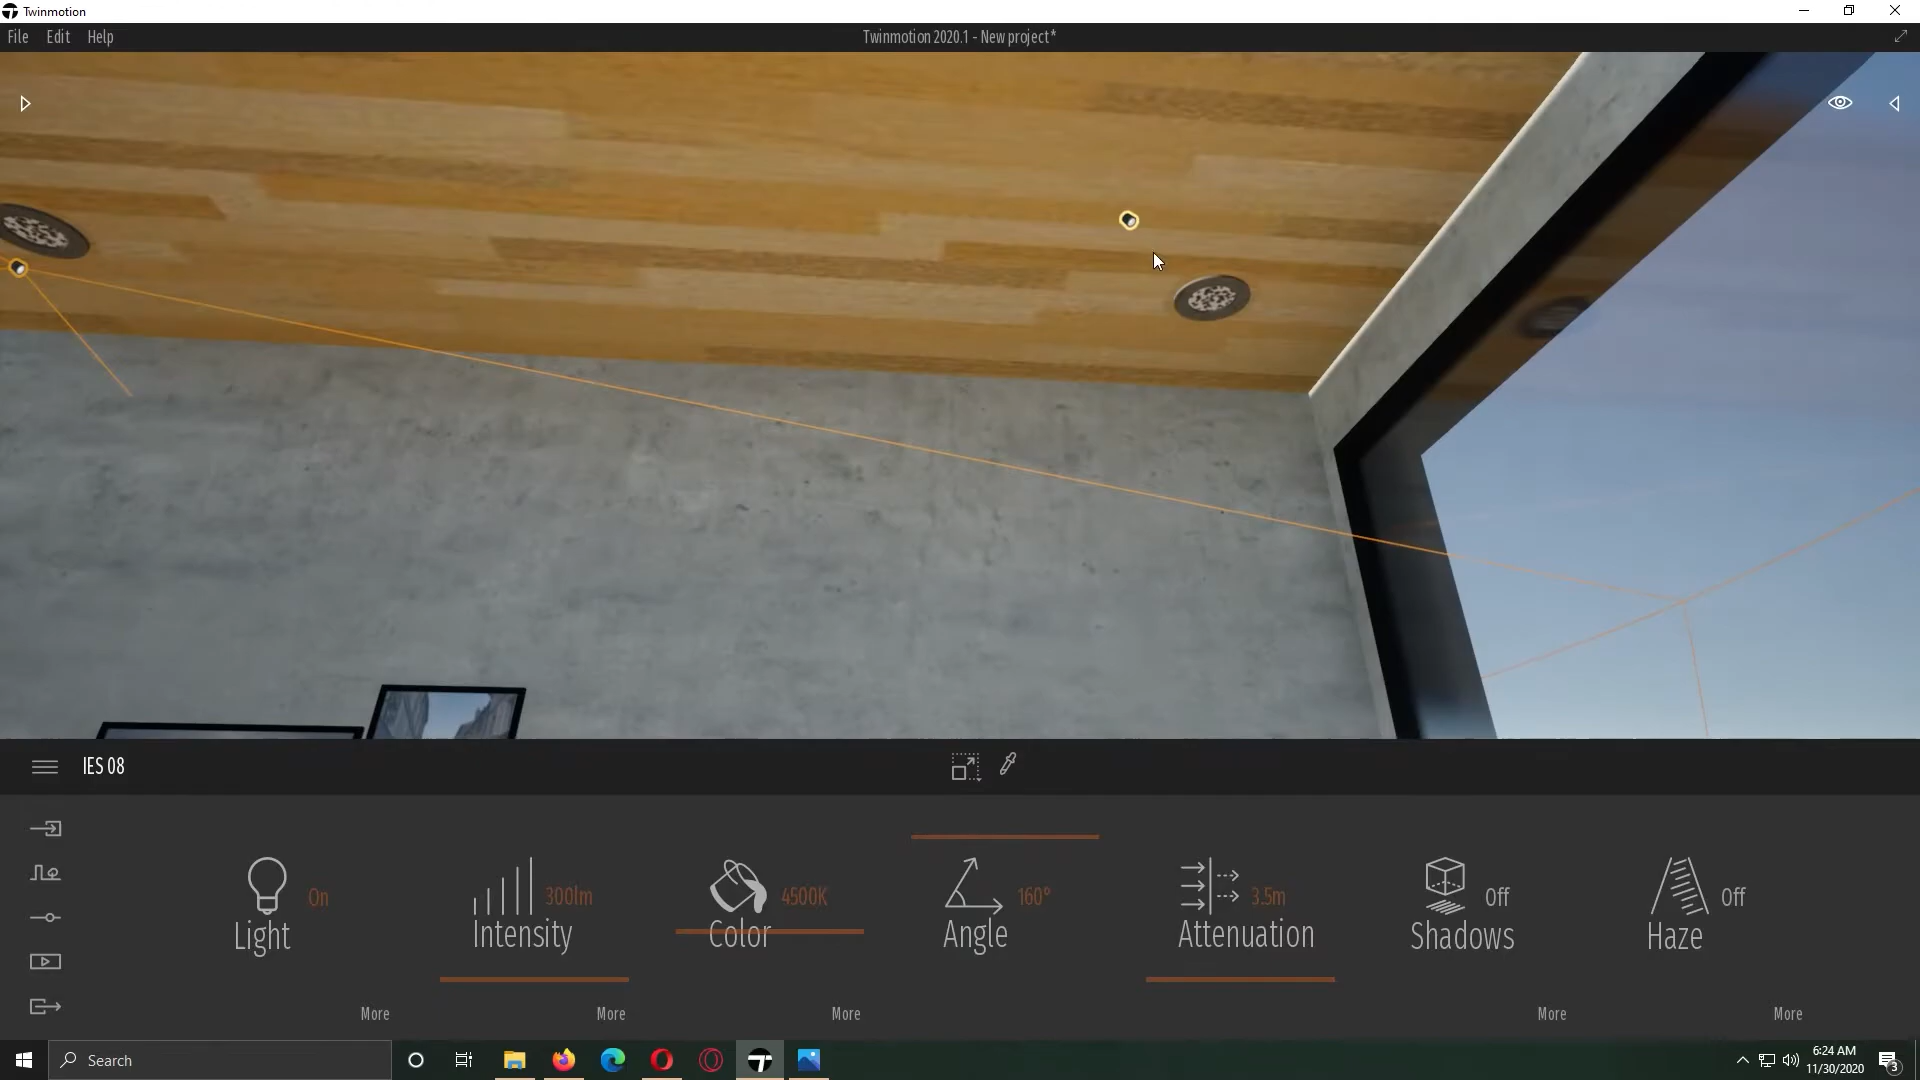 Twinmotion
File Edit Help
Twinmotion 2020.1 - New project*
IES 08
On
300lm
4500K
160°
3.5m
Off
Off
Light
Intensity
Color
Angle
Attenuation
Shadows
Haze
More
More
More
More
More
Search
6:24 AM
11/30/2020
3